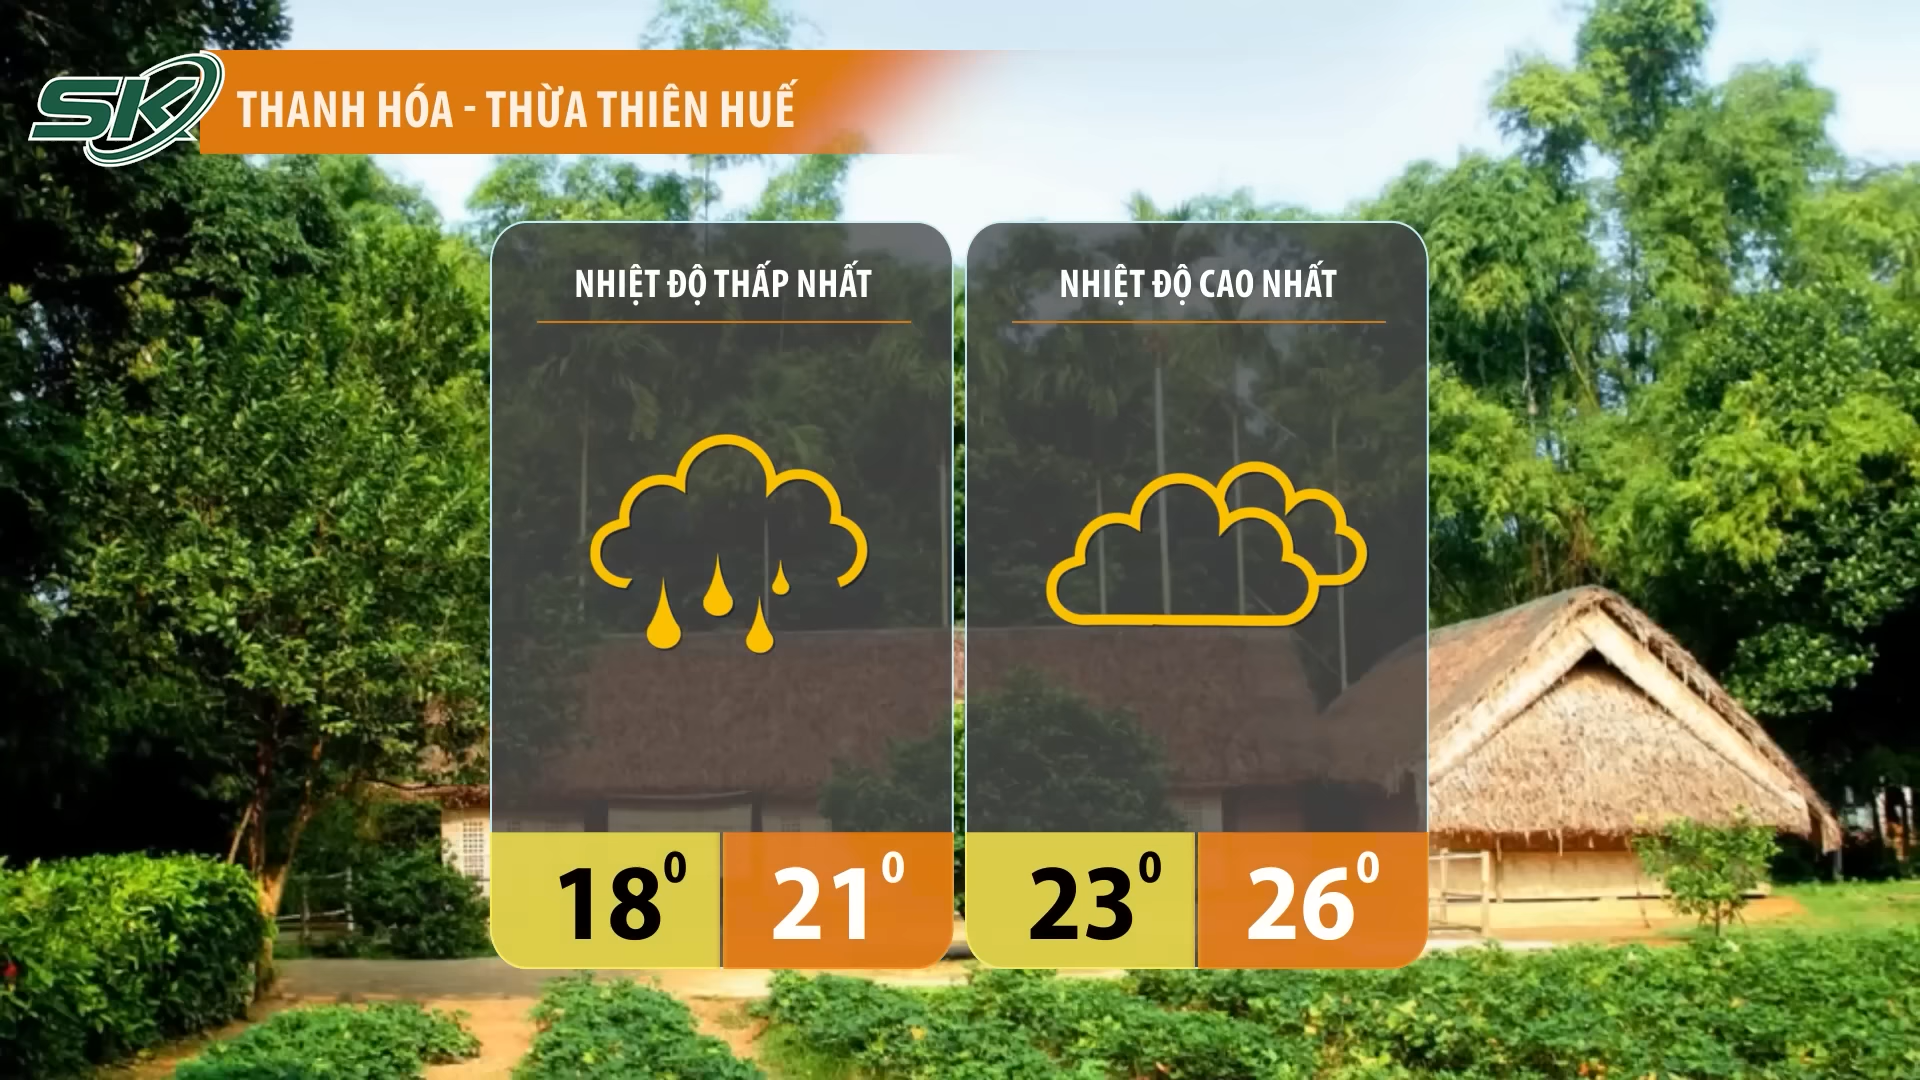 SK
THANH HÓA - THỪA THIÊN HUẾ
NHIỆT ĐỘ THẤP NHẤT
NHIỆT ĐỘ CAO NHẤT
18⁰ 21⁰
23⁰ 26⁰